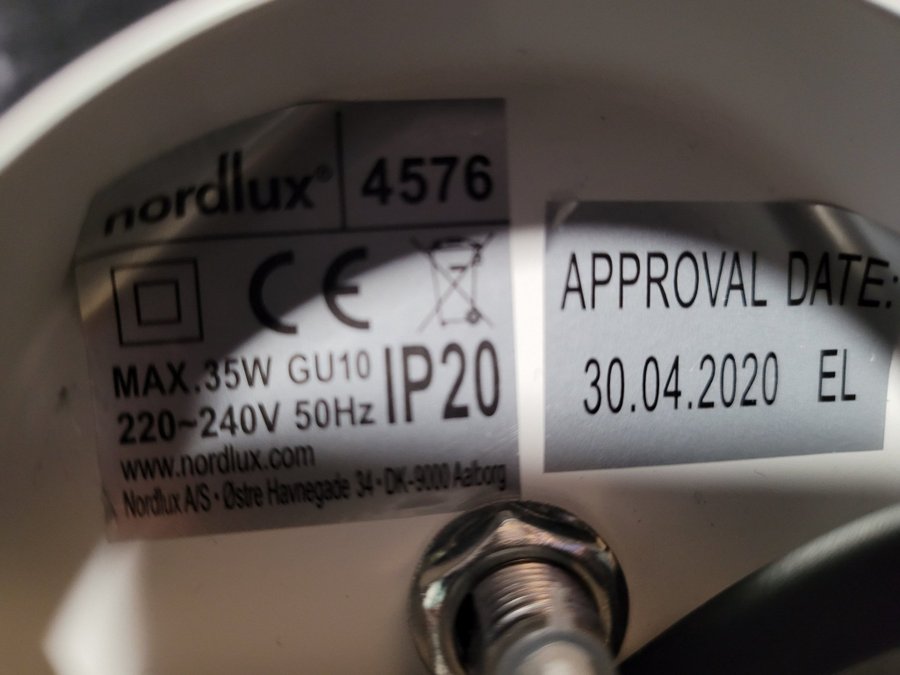 nordlux® 4576
CE
MAX.35W GU10 IP20
220~240V 50Hz
www.nordlux.com
Nordlux A/S · Østre Havnegade 34 · DK-9000 Aalborg
APPROVAL DATE:
30.04.2020 EL